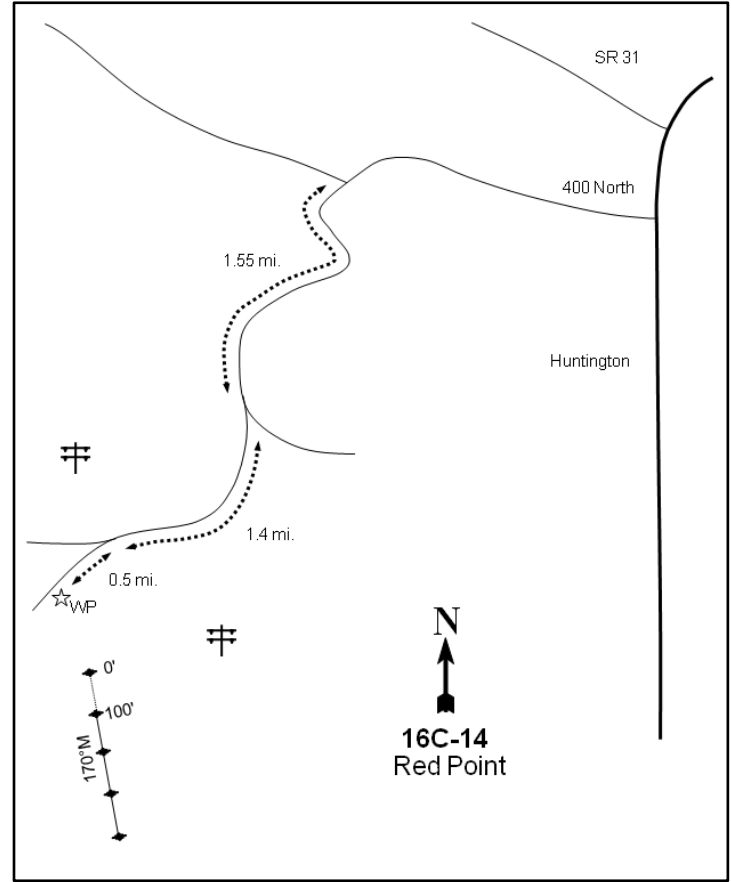 SR 31
400 North
1.55 mi.
Huntington
1.4 mi.
0.5 mi.
WP
N
0'
100'
170°M
16C-14
Red Point